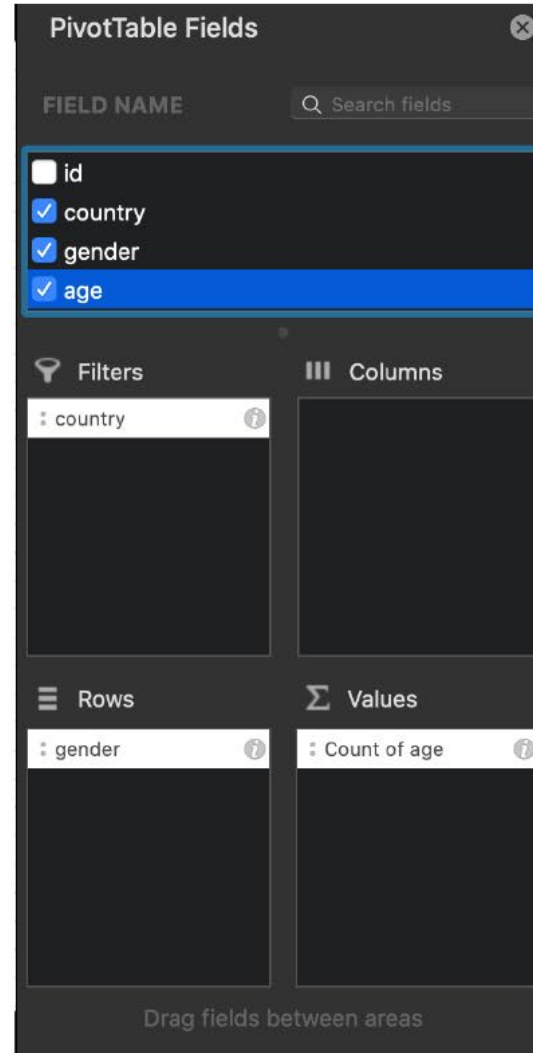 PivotTable Fields
FIELD NAME
Search fields
id
country
gender
age
Filters
Columns
country
Rows
Values
gender
Count of age
Drag fields between areas